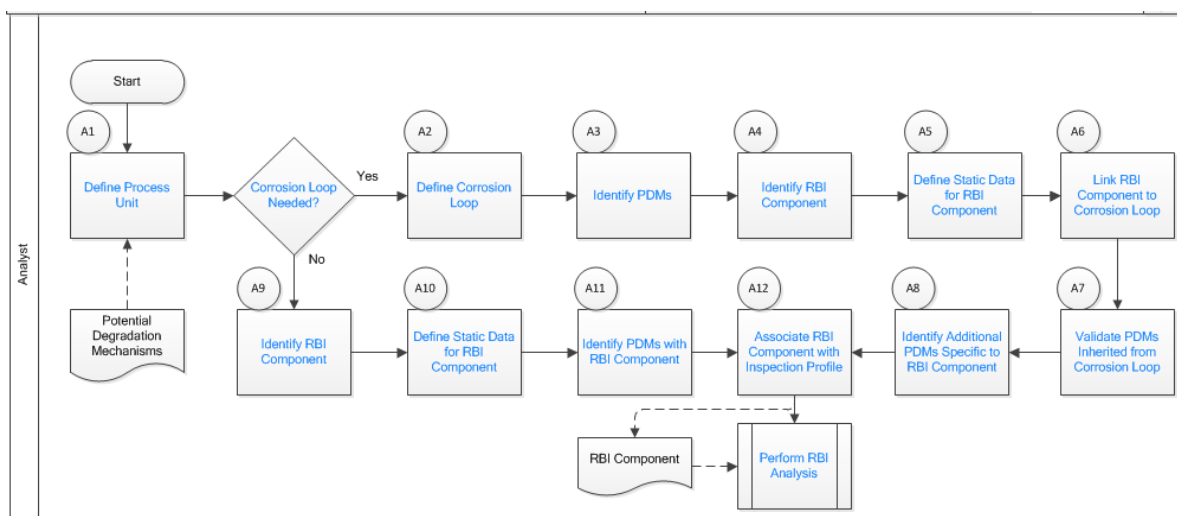 Analyst
Start
A1
Define Process
Unit
Corrosion Loop
Needed?
Yes
No
A2
Define Corrosion
Loop
A3
Identify PDMs
A4
Identify RBI
Component
A5
Define Static Data
for RBI
Component
A6
Link RBI
Component to
Corrosion Loop
Potential
Degradation
Mechanisms
A9
Identify RBI
Component
A10
Define Static Data
for RBI
Component
A11
Identify PDMs with
RBI Component
A12
Associate RBI
Component with
Inspection Profile
A8
Identify Additional
PDMs Specific to
RBI Component
A7
Validate PDMs
Inherited from
Corrosion Loop
RBI Component
Perform RBI
Analysis